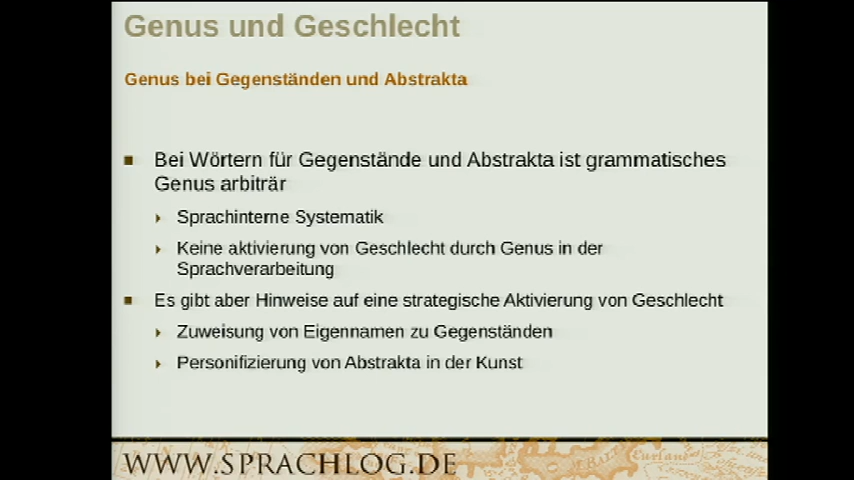 Genus und Geschlecht
Genus bei Gegenständen und Abstrakta
Bei Wörtern für Gegenstände und Abstrakta ist grammatisches
Genus arbiträr
Sprachinterne Systematik
Keine aktivierung von Geschlecht durch Genus in der
Sprachverarbeitung
Es gibt aber Hinweise auf eine strategische Aktivierung von Geschlecht
Zuweisung von Eigennamen zu Gegenständen
Personifizierung von Abstrakta in der Kunst
WWW.SPRACHLOG.DE